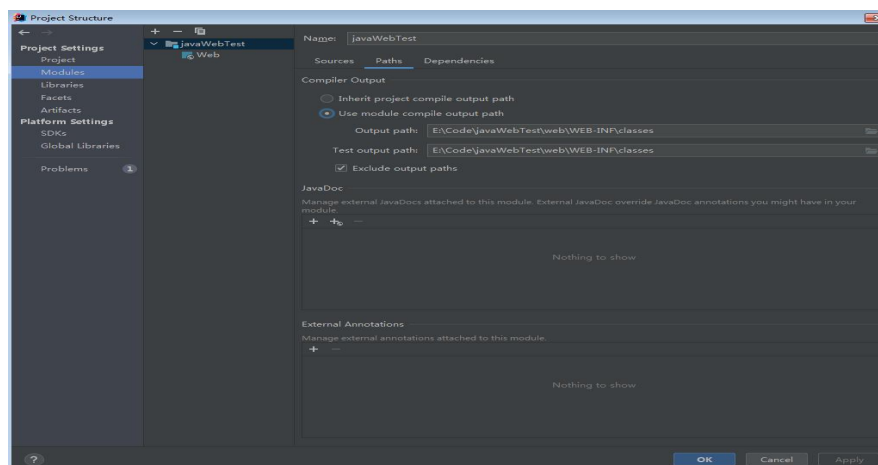 Project Structure
Project Settings
Project
Modules
Libraries
Facets
Artifacts
Platform Settings
SDKs
Global Libraries
Problems 1
javaWebTest
Web
Name: javaWebTest
Sources Paths Dependencies
Compiler Output
Inherit project compile output path
Use module compile output path
Output path: E:\Code\javaWebTest\web\WEB-INF\classes
Test output path: E:\Code\javaWebTest\web\WEB-INF\classes
Exclude output paths
JavaDoc
Manage external JavaDocs attached to this module. External JavaDoc override JavaDoc annotations you might have in your
module.
Nothing to show
External Annotations
Manage external annotations attached to this module.
Nothing to show
?
OK Cancel Apply